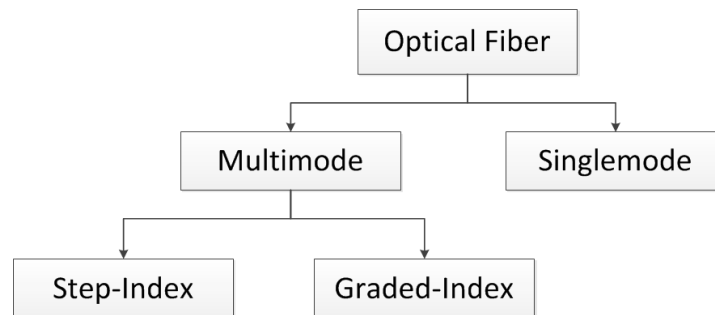 Optical Fiber
Multimode
Singlemode
Step-Index
Graded-Index